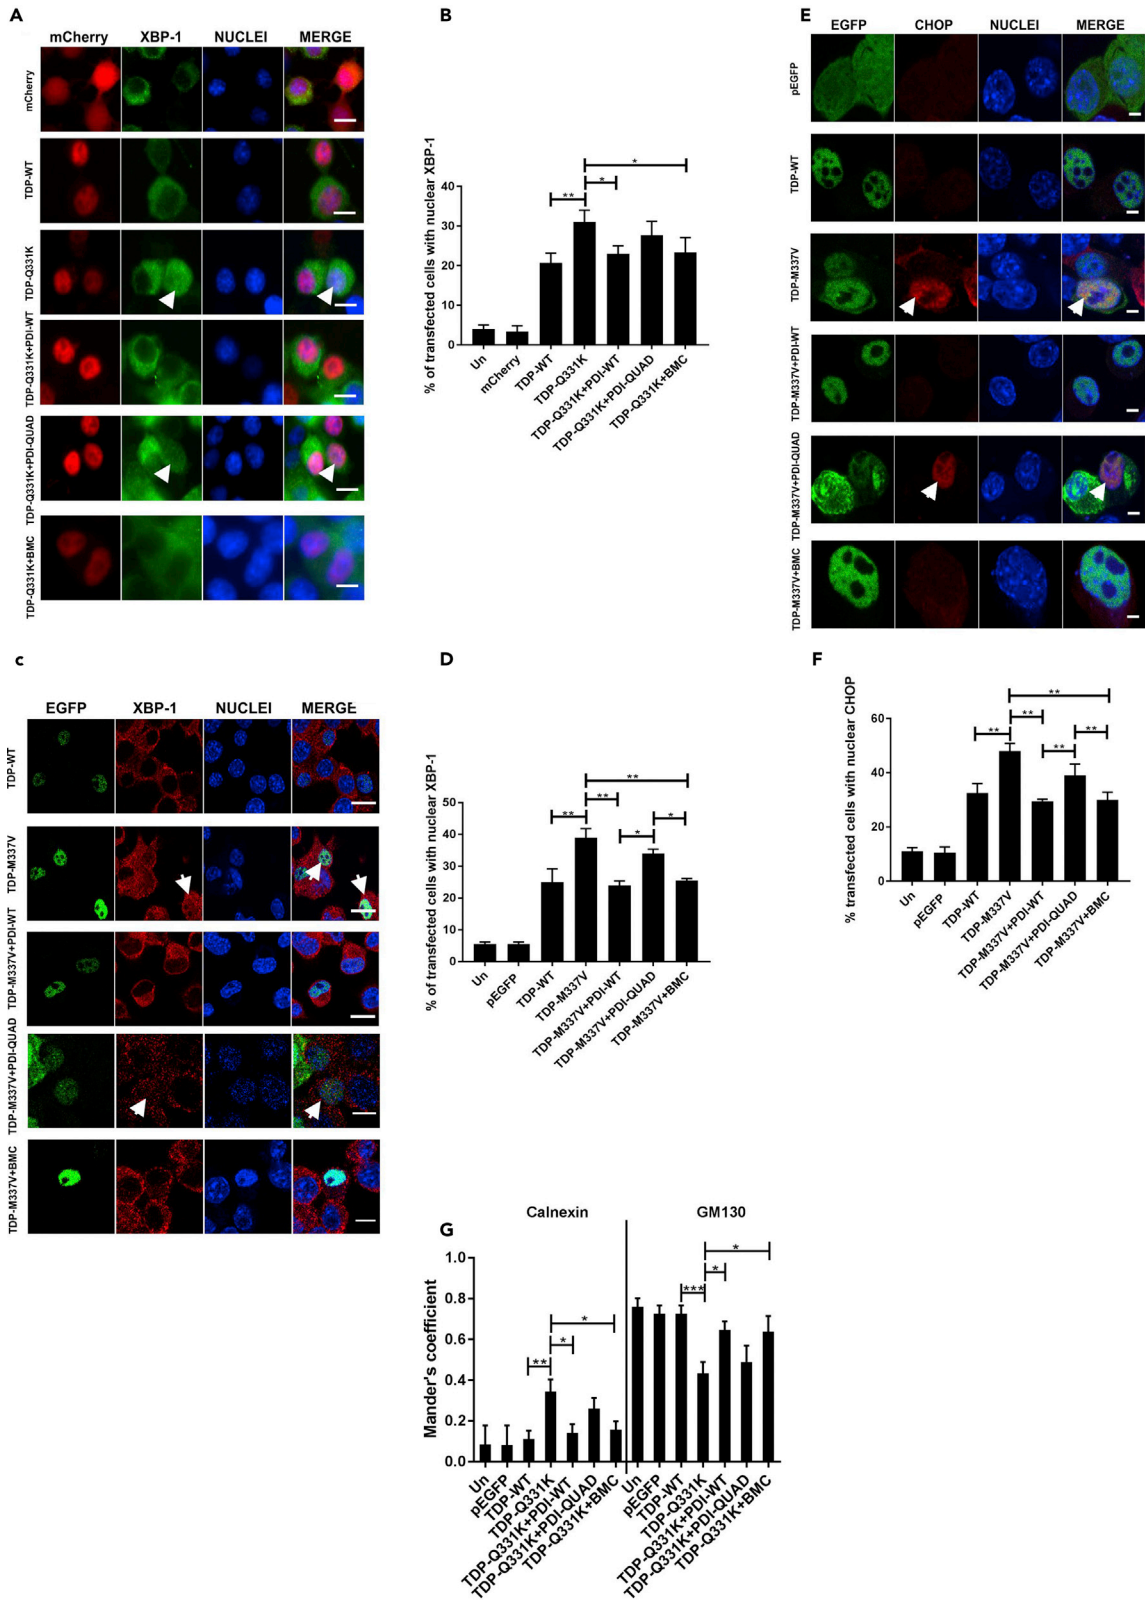 A
mCherry XBP-1 NUCLEI MERGE
mCherry
TDP-WT
TDP-Q331K
TDP-Q331K+PDI-WT
TDP-Q331K+PDI-QUAD
TDP-Q331K+BMC
B
% of transfected cells with nuclear XBP-1
40
30
20
10
0
* 
** *
Un mCherry TDP-WT TDP-Q331K TDP-Q331K+PDI-WT TDP-Q331K+PDI-QUAD TDP-Q331K+BMC
E
EGFP CHOP NUCLEI MERGE
pEGFP
TDP-WT
TDP-M337V
TDP-M337V+PDI-WT
TDP-M337V+PDI-QUAD
TDP-M337V+BMC
c
EGFP XBP-1 NUCLEI MERGE
TDP-WT
TDP-M337V
TDP-M337V+PDI-WT
TDP-M337V+PDI-QUAD
TDP-M337V+BMC
D
% of transfected cells with nuclear XBP-1
50
40
30
20
10
0
**
** ** * *
Un pEGFP TDP-WT TDP-M337V TDP-M337V+PDI-WT TDP-M337V+PDI-QUAD TDP-M337V+BMC
F
% transfected cells with nuclear CHOP
60
40
20
0
**
** ** ** **
Un pEGFP TDP-WT TDP-M337V TDP-M337V+PDI-WT TDP-M337V+PDI-QUAD TDP-M337V+BMC
G
Calnexin GM130
Mander's coefficient
1.0
0.8
0.6
0.4
0.2
0.0
*
** *
*
*** *
Un pEGFP TDP-WT TDP-Q331K TDP-Q331K+PDI-WT TDP-Q331K+PDI-QUAD TDP-Q331K+BMC
Un pEGFP TDP-WT TDP-Q331K TDP-Q331K+PDI-WT TDP-Q331K+PDI-QUAD TDP-Q331K+BMC